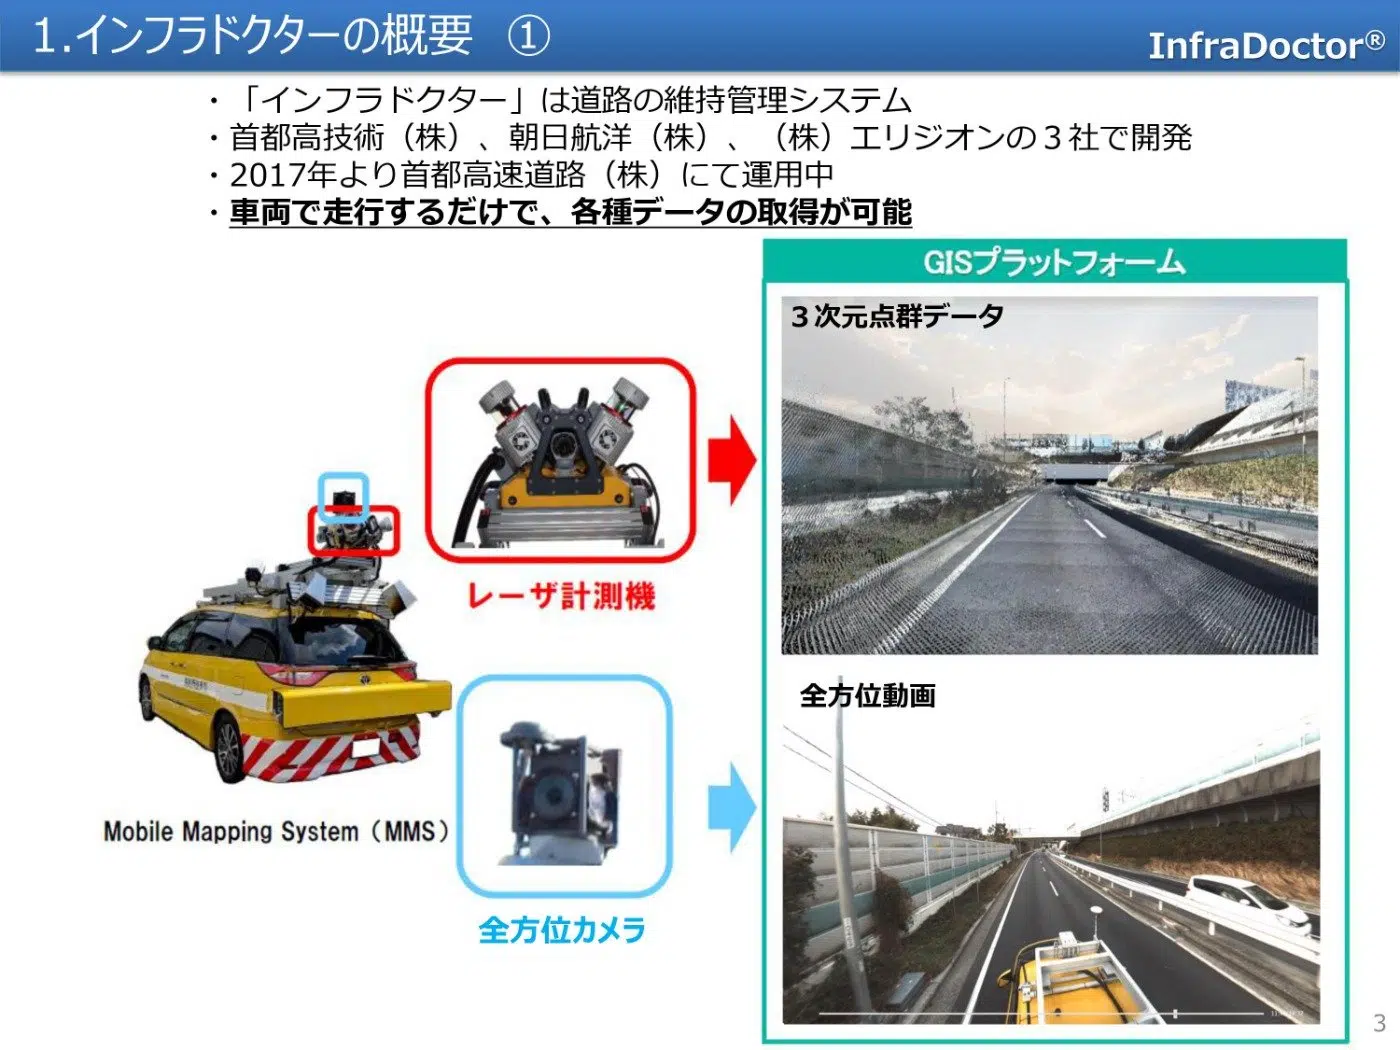 1.インフラドクターの概要 ①
InfraDoctor®
・「インフラドクター」は道路の維持管理システム
・首都高技術（株）、朝日航洋（株）、（株）エリジオンの３社で開発
・2017年より首都高速道路（株）にて運用中
・車両で走行するだけで、各種データの取得が可能
GISプラットフォーム
３次元点群データ
レーザ計測機
全方位動画
Mobile Mapping System（MMS）
全方位カメラ
3